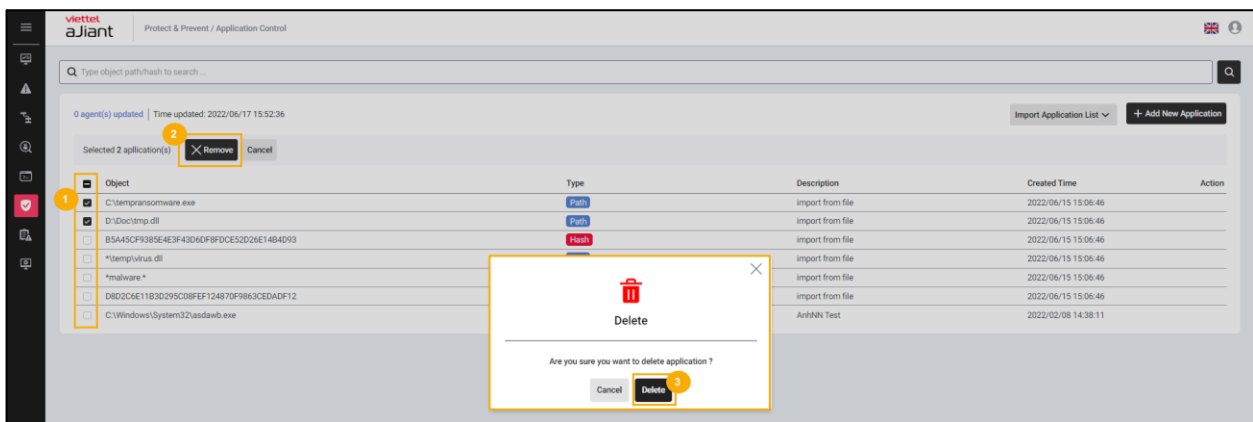 viettel
aJiant
Protect & Prevent / Application Control
Type object path/hash to search ...
0 agent(s) updated | Time updated: 2022/06/17 15:52:36
Import Application List
+ Add New Application
2
Selected 2 apllication(s)
Remove
Cancel
1
Object Type Description Created Time Action
C:\tempransomware.exe Path import from file 2022/06/15 15:06:46
D:\Doc\tmp.dll Path import from file 2022/06/15 15:06:46
B5A45CF9385E4E3F43D6DF8FDCE52D26E14B4D93 Hash import from file 2022/06/15 15:06:46
*\temp\virus.dll import from file 2022/06/15 15:06:46
*malware.* import from file 2022/06/15 15:06:46
D8D2C6E11B3D295C08FEF124870F9863CEDADF12 import from file 2022/06/15 15:06:46
C:\Windows\System32\asdawb.exe AnhNN Test 2022/02/08 14:38:11
Delete
Are you sure you want to delete application ?
Cancel
Delete
3